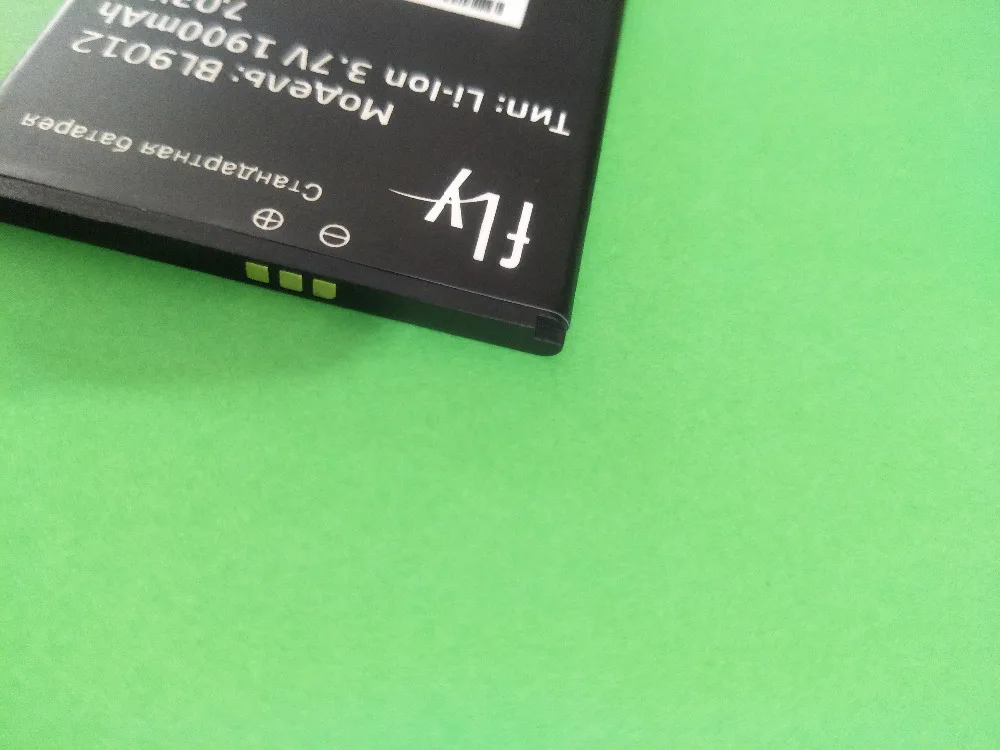 fly
Стандартная батарея
Модель: BL9012
Тип: Li-Ion 3.7V 1900mAh